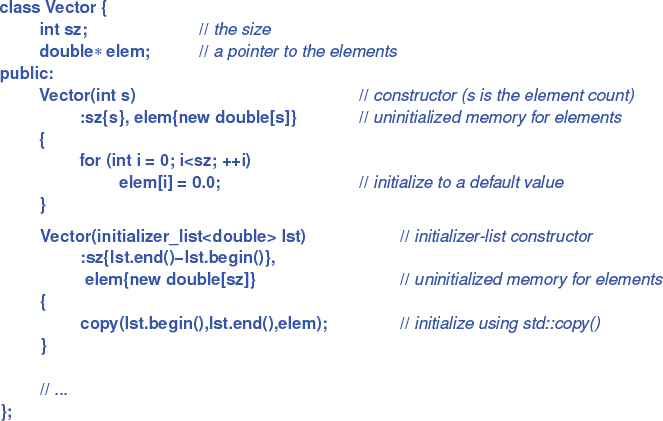 class Vector {
int sz; // the size
double* elem; // a pointer to the elements
public:
Vector(int s) // constructor (s is the element count)
:sz{s}, elem{new double[s]} // uninitialized memory for elements
{
for (int i = 0; i<sz; ++i)
elem[i] = 0.0; // initialize to a default value
}
Vector(initializer_list<double> lst) // initializer-list constructor
:sz{lst.end()–lst.begin()},
elem{new double[sz]} // uninitialized memory for elements
{
copy(lst.begin(),lst.end(),elem); // initialize using std::copy()
}
// ...
};